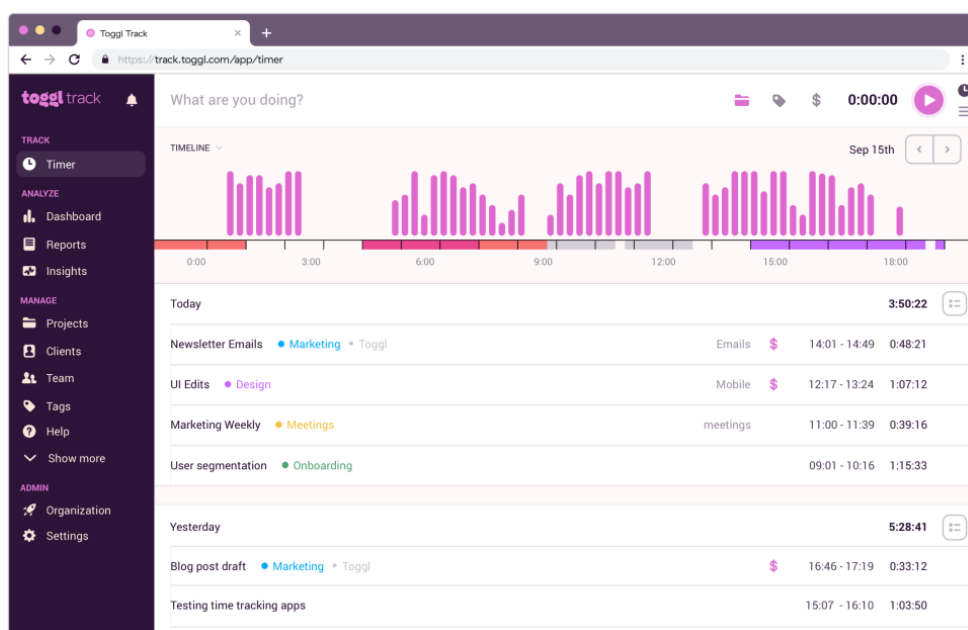 Toggl Track
https://track.toggl.com/app/timer
toggl track
What are you doing?
$ 0:00:00
TRACK
Timer
ANALYZE
Dashboard
Reports
Insights
MANAGE
Projects
Clients
Team
Tags
Help
Show more
ADMIN
Organization
Settings
TIMELINE
Sep 15th
0:00 3:00 6:00 9:00 12:00 15:00 18:00
Today 3:50:22
Newsletter Emails • Marketing • Toggl Emails $ 14:01 - 14:49 0:48:21
UI Edits • Design Mobile $ 12:17 - 13:24 1:07:12
Marketing Weekly • Meetings meetings 11:00 - 11:39 0:39:16
User segmentation • Onboarding 09:01 - 10:16 1:15:33
Yesterday 5:28:41
Blog post draft • Marketing • Toggl $ 16:46 - 17:19 0:33:12
Testing time tracking apps 15:07 - 16:10 1:03:50